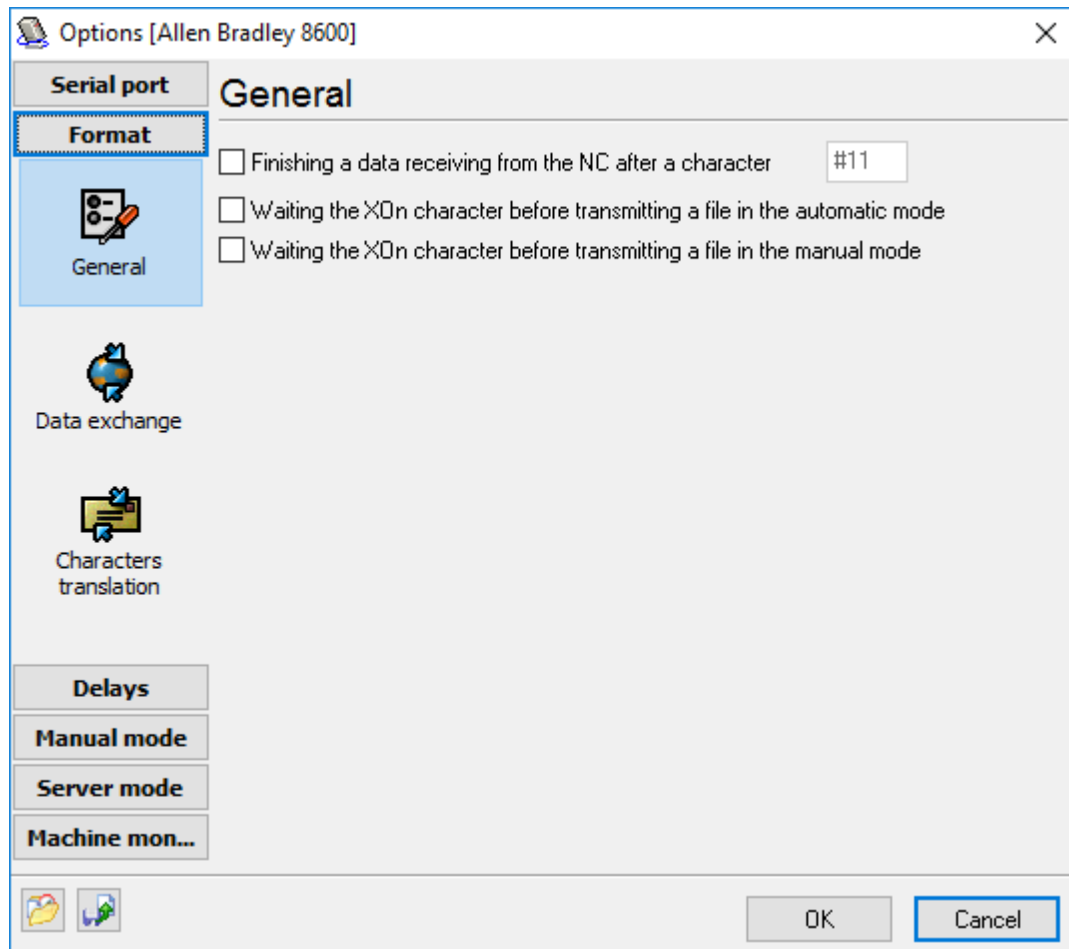 Options [Allen Bradley 8600]
Serial port
General
Format
Finishing a data receiving from the NC after a character #11
Waiting the XOn character before transmitting a file in the automatic mode
Waiting the XOn character before transmitting a file in the manual mode
General
Data exchange
Characters
translation
Delays
Manual mode
Server mode
Machine mon...
OK
Cancel